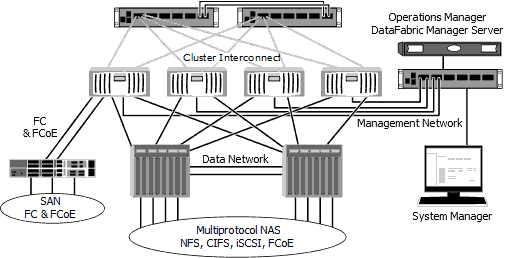 Operations Manager
DataFabric Manager Server
Cluster Interconnect
FC
& FCoE
Management Network
Data Network
SAN
FC & FCoE
System Manager
Multiprotocol NAS
NFS, CIFS, iSCSI, FCoE